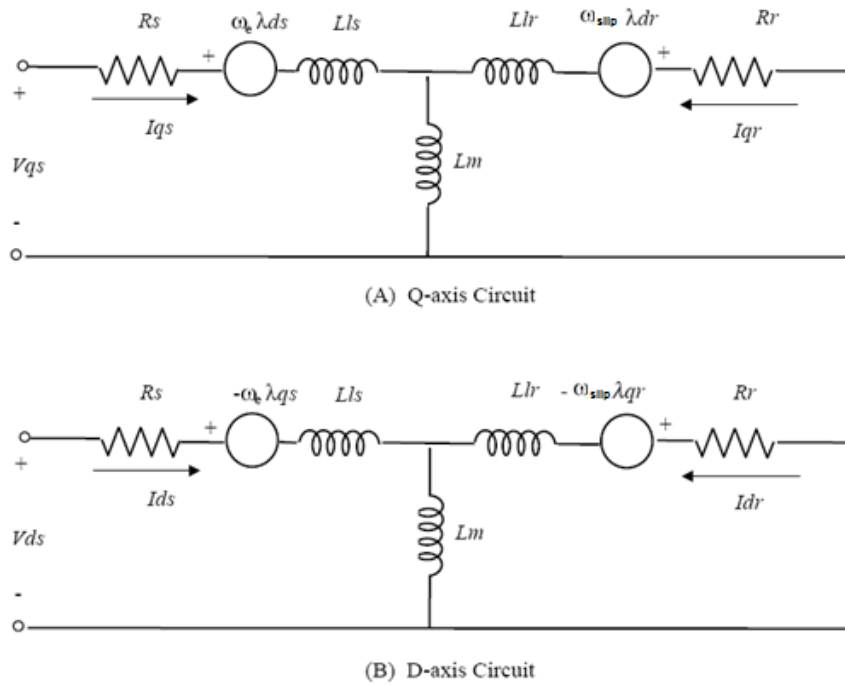 Rs + ωe λds Lls Llr ωslip λdr + Rr
+ Iqs Iqr
Vqs Lm
-
(A) Q-axis Circuit
Rs + -ωe λqs Lls Llr - ωslip λqr + Rr
+ Ids Idr
Vds Lm
-
(B) D-axis Circuit